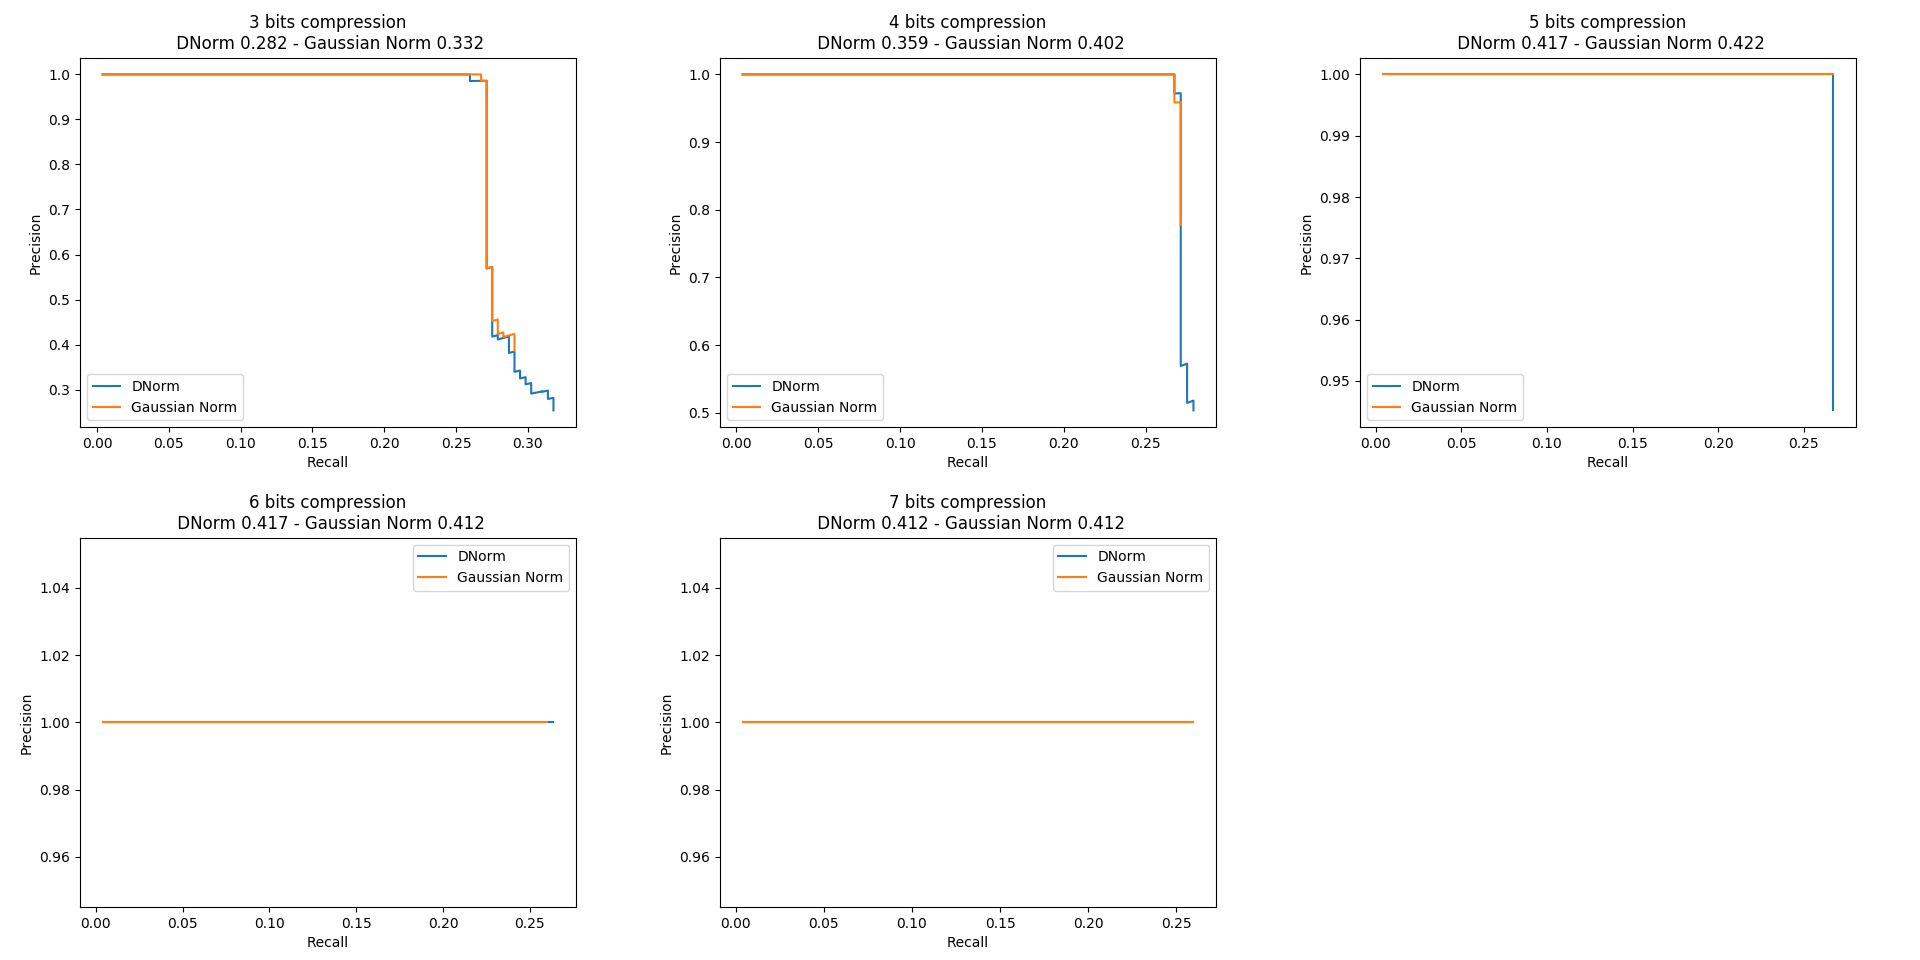 3 bits compression
DNorm 0.282 - Gaussian Norm 0.332
1.0
0.9
0.8
0.7
0.6
0.5
0.4
0.3
Precision
DNorm
Gaussian Norm
0.00 0.05 0.10 0.15 0.20 0.25 0.30
Recall
4 bits compression
DNorm 0.359 - Gaussian Norm 0.402
1.0
0.9
0.8
0.7
0.6
0.5
Precision
DNorm
Gaussian Norm
0.00 0.05 0.10 0.15 0.20 0.25
Recall
5 bits compression
DNorm 0.417 - Gaussian Norm 0.422
1.00
0.99
0.98
0.97
0.96
0.95
Precision
DNorm
Gaussian Norm
0.00 0.05 0.10 0.15 0.20 0.25
Recall
6 bits compression
DNorm 0.417 - Gaussian Norm 0.412
DNorm
Gaussian Norm
1.04
1.02
1.00
0.98
0.96
Precision
0.00 0.05 0.10 0.15 0.20 0.25
Recall
7 bits compression
DNorm 0.412 - Gaussian Norm 0.412
DNorm
Gaussian Norm
1.04
1.02
1.00
0.98
0.96
Precision
0.00 0.05 0.10 0.15 0.20 0.25
Recall